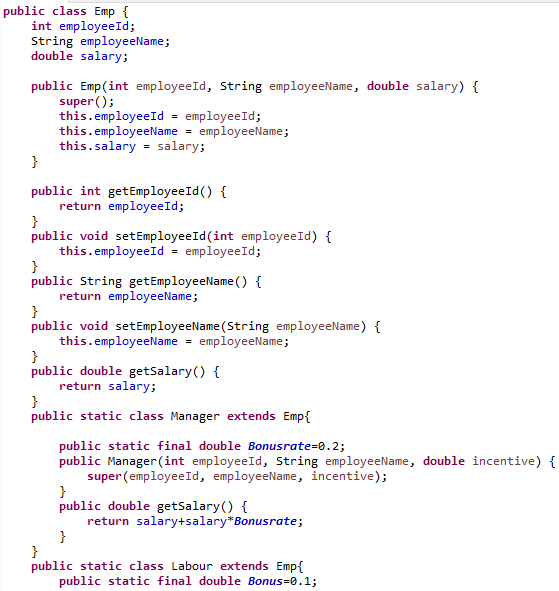 public class Emp {
    int employeeId;
    String employeeName;
    double salary;

    public Emp(int employeeId, String employeeName, double salary) {
        super();
        this.employeeId = employeeId;
        this.employeeName = employeeName;
        this.salary = salary;
    }

    public int getEmployeeId() {
        return employeeId;
    }
    public void setEmployeeId(int employeeId) {
        this.employeeId = employeeId;
    }
    public String getEmployeeName() {
        return employeeName;
    }
    public void setEmployeeName(String employeeName) {
        this.employeeName = employeeName;
    }
    public double getSalary() {
        return salary;
    }
    public static class Manager extends Emp{

        public static final double Bonusrate=0.2;
        public Manager(int employeeId, String employeeName, double incentive) {
            super(employeeId, employeeName, incentive);
        }
        public double getSalary() {
            return salary+salary*Bonusrate;
        }
    }
    public static class Labour extends Emp{
        public static final double Bonus=0.1;